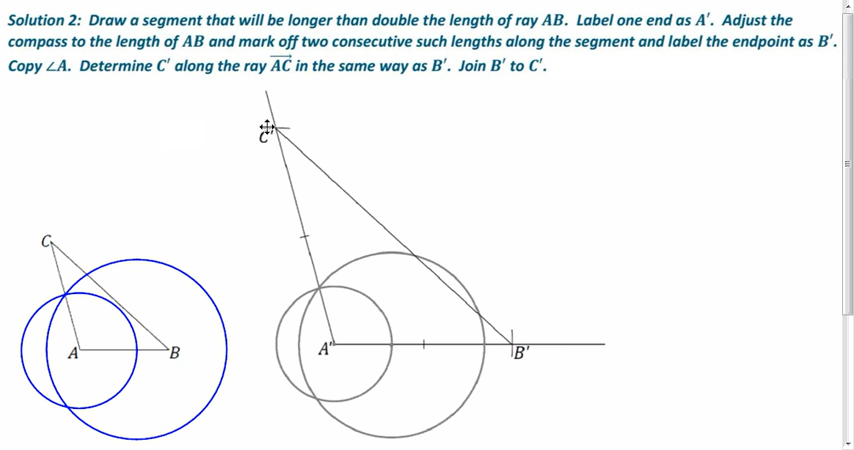 Solution 2: Draw a segment that will be longer than double the length of ray AB. Label one end as A′. Adjust the
compass to the length of AB and mark off two consecutive such lengths along the segment and label the endpoint as B′.
Copy ∠A. Determine C′ along the ray AC in the same way as B′. Join B′ to C′.
C′
C
A
B
A′
B′